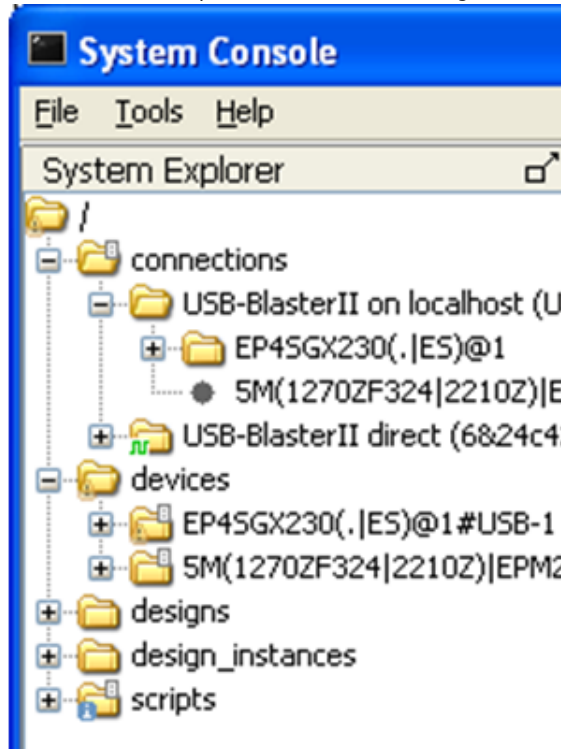 System Console
File Tools Help
System Explorer
/
connections
USB-BlasterII on localhost (U
EP4SGX230(.|ES)@1
5M(1270ZF324|2210Z)|E
USB-BlasterII direct (6&24c4
devices
EP4SGX230(.|ES)@1#USB-1
5M(1270ZF324|2210Z)|EPM2
designs
design_instances
scripts